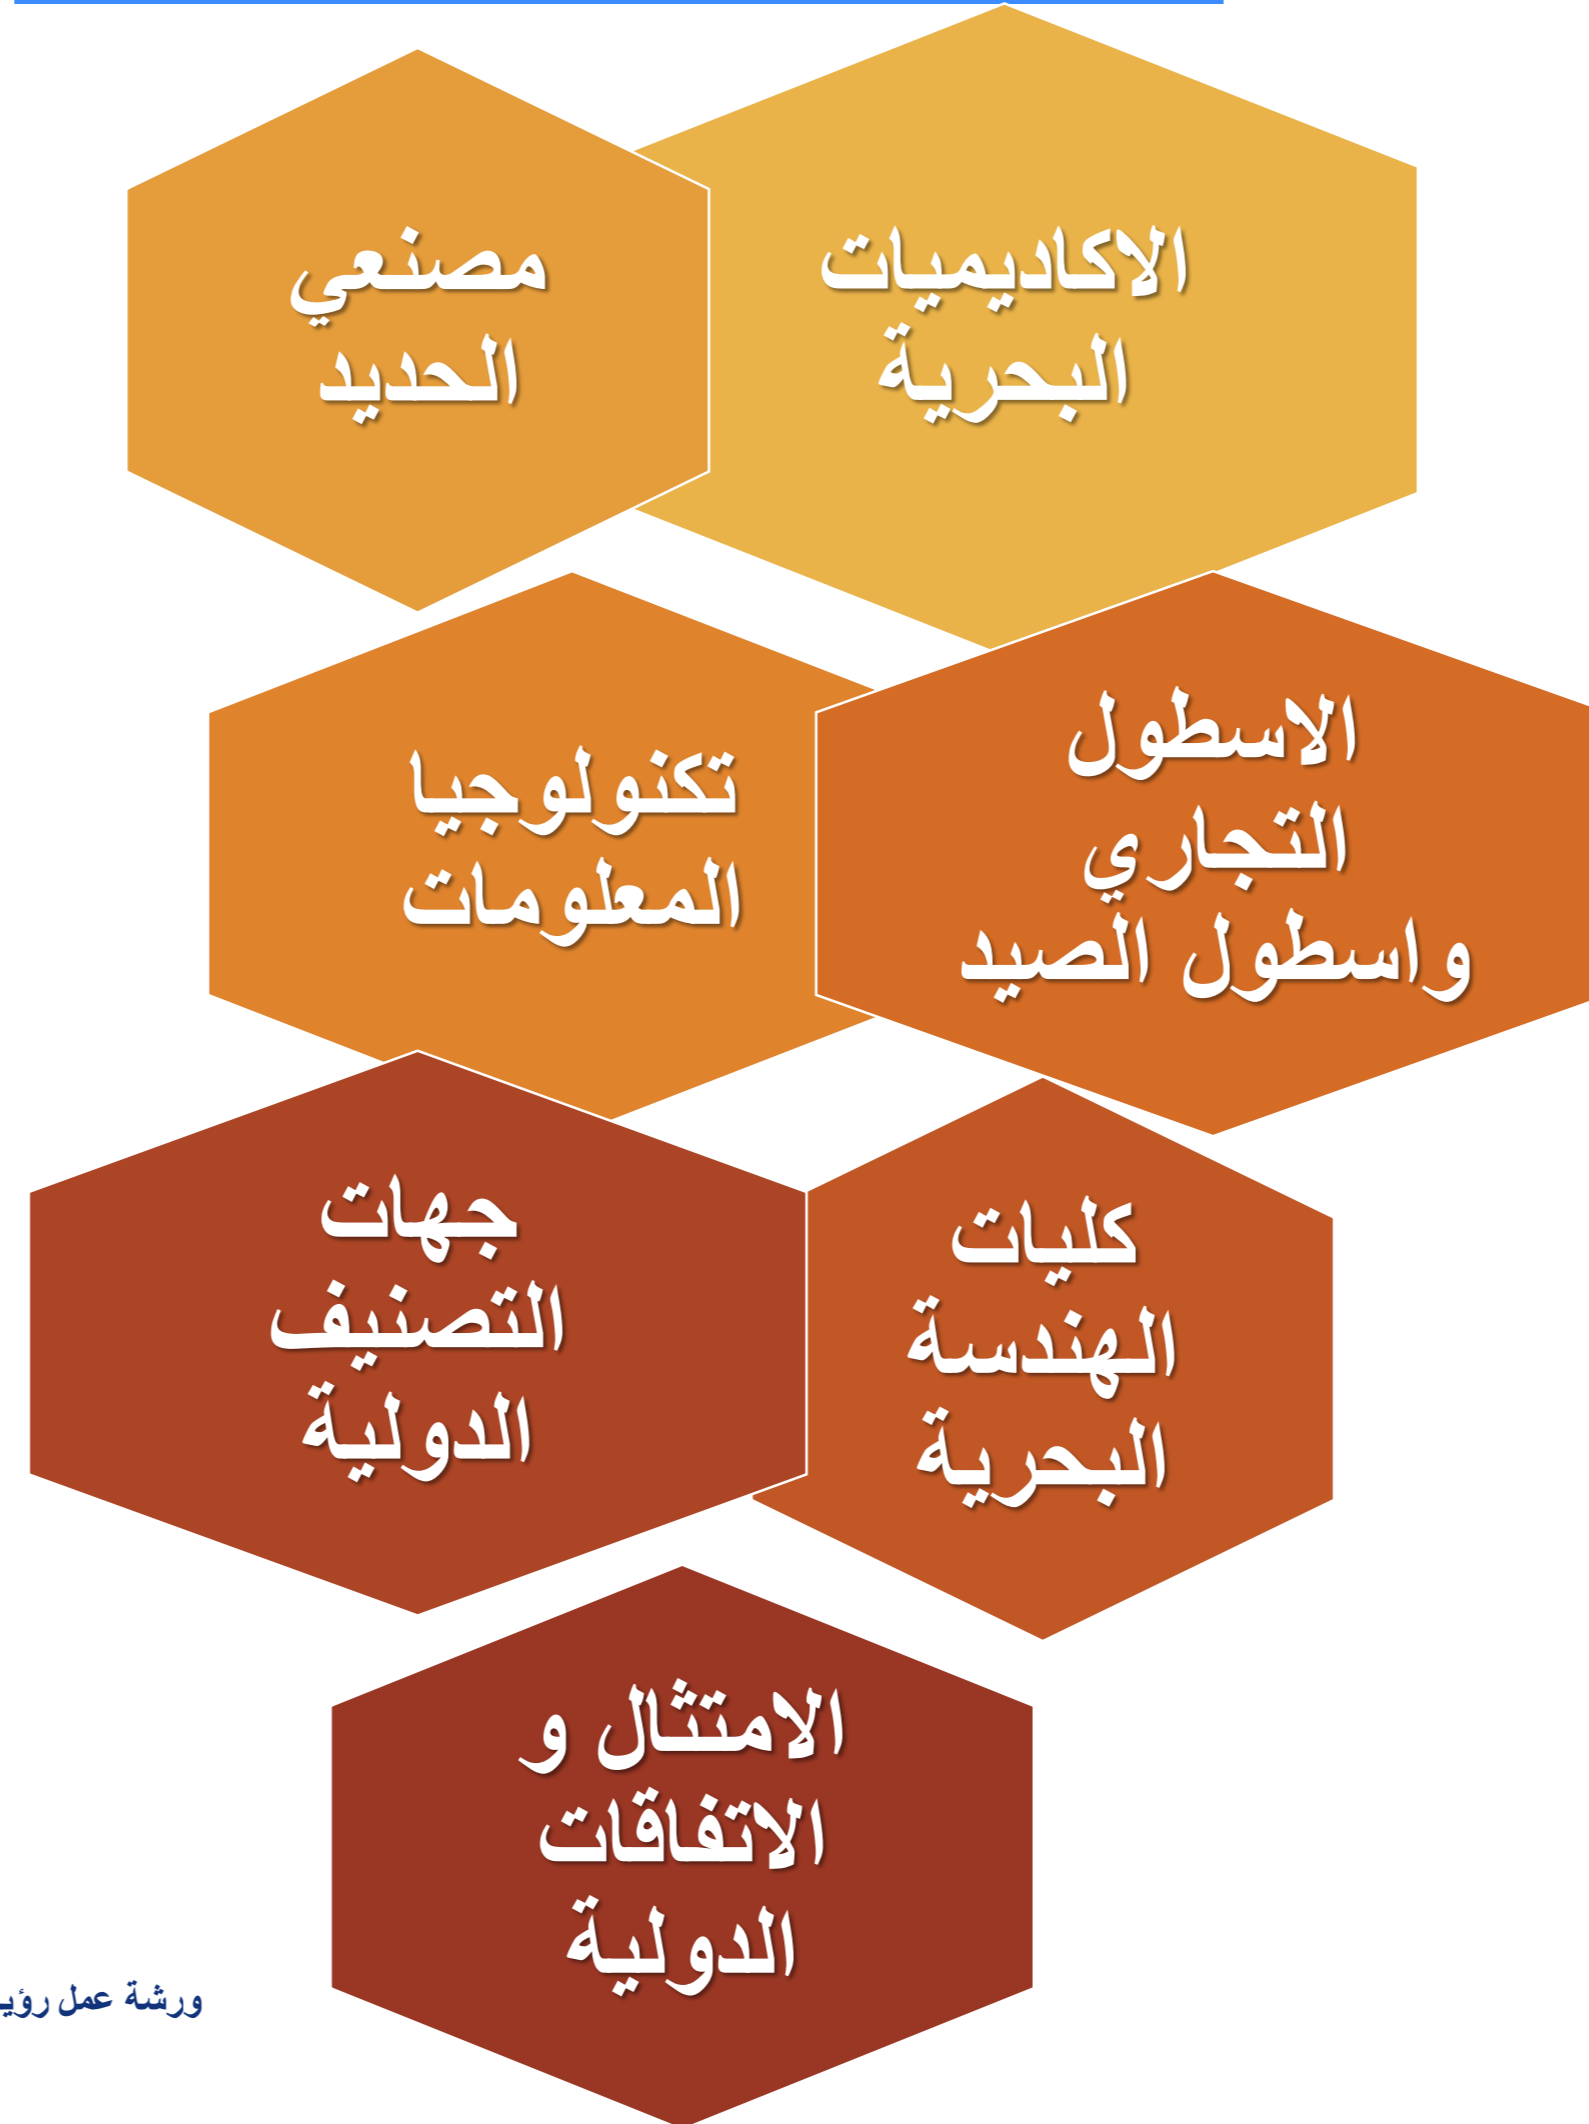 الاكاديميات
البحرية
مصنعي
الحديد
الاسطول
التجاري
واسطول الصيد
تكنولوجيا
المعلومات
كليات
الهندسة
البحرية
جهات
التصنيف
الدولية
الامتثال و
الاتفاقات
الدولية
ورشة عمل